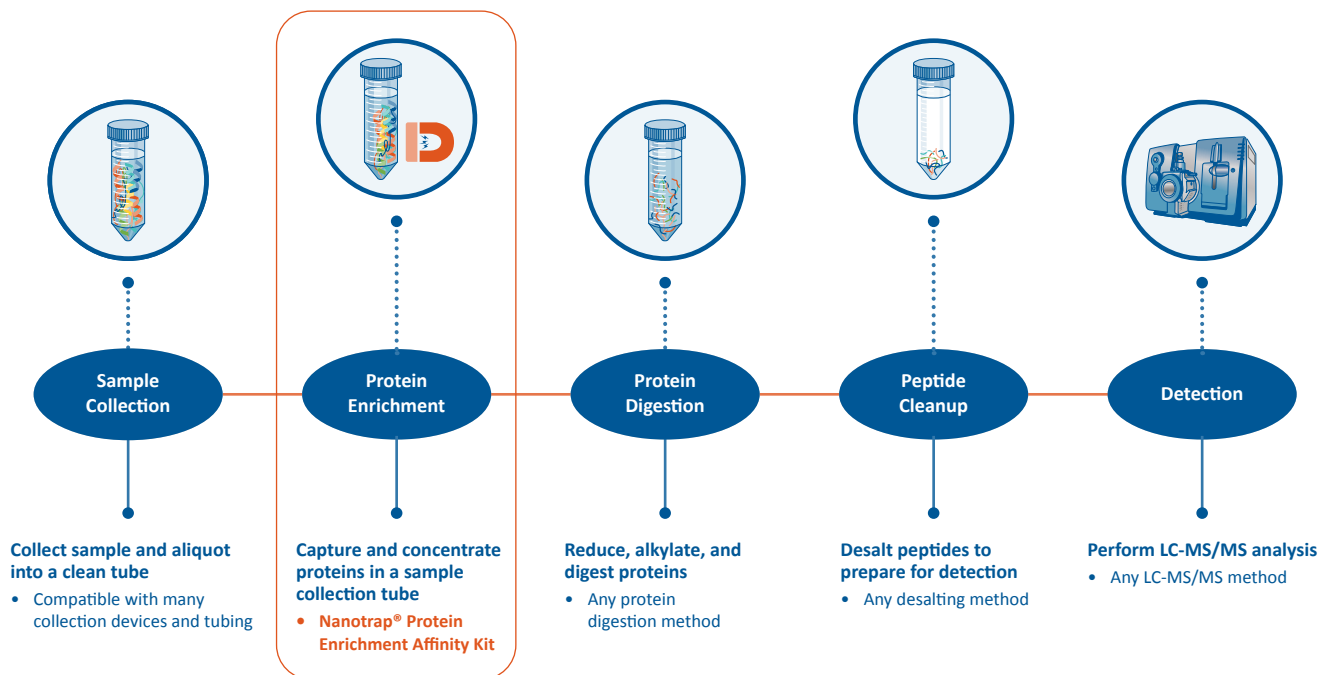 Sample
Collection
Protein
Enrichment
Protein
Digestion
Peptide
Cleanup
Detection
Collect sample and aliquot
into a clean tube
• Compatible with many
collection devices and tubing
Capture and concentrate
proteins in a sample
collection tube
• Nanotrap® Protein
Enrichment Affinity Kit
Reduce, alkylate, and
digest proteins
• Any protein
digestion method
Desalt peptides to
prepare for detection
• Any desalting method
Perform LC-MS/MS analysis
• Any LC-MS/MS method